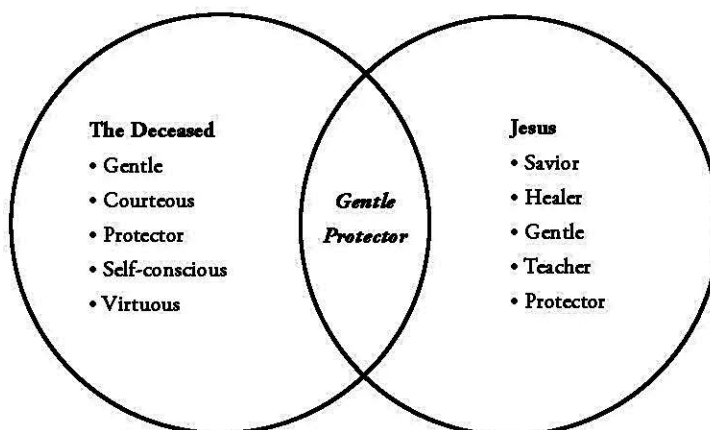 The Deceased
• Gentle
• Courteous
• Protector
• Self-conscious
• Virtuous
Gentle
Protector
Jesus
• Savior
• Healer
• Gentle
• Teacher
• Protector